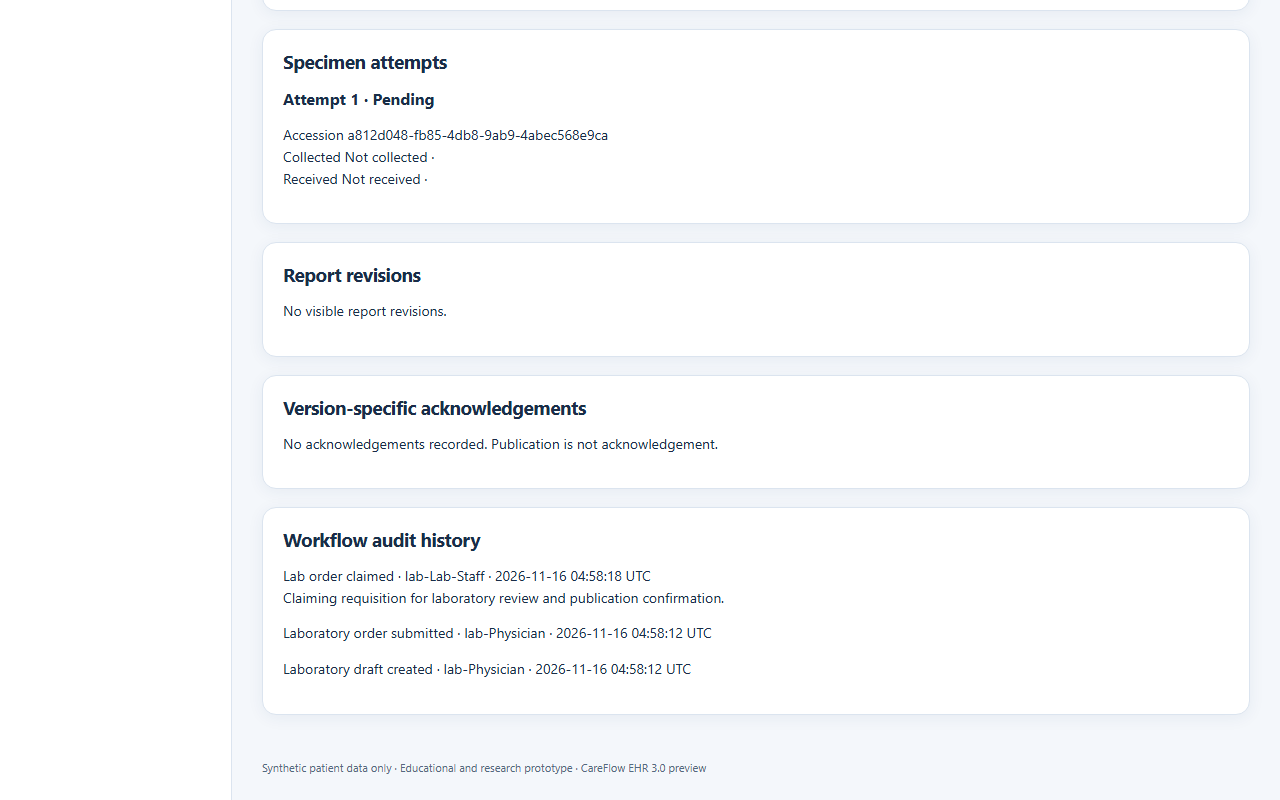 Specimen attempts
Attempt 1 · Pending
Accession a812d048-fb85-4db8-9ab9-4abec568e9ca
Collected Not collected ·
Received Not received ·
Report revisions
No visible report revisions.
Version-specific acknowledgements
No acknowledgements recorded. Publication is not acknowledgement.
Workflow audit history
Lab order claimed · lab-Lab-Staff · 2026-11-16 04:58:18 UTC
Claiming requisition for laboratory review and publication confirmation.
Laboratory order submitted · lab-Physician · 2026-11-16 04:58:12 UTC
Laboratory draft created · lab-Physician · 2026-11-16 04:58:12 UTC
Synthetic patient data only · Educational and research prototype · CareFlow EHR 3.0 preview